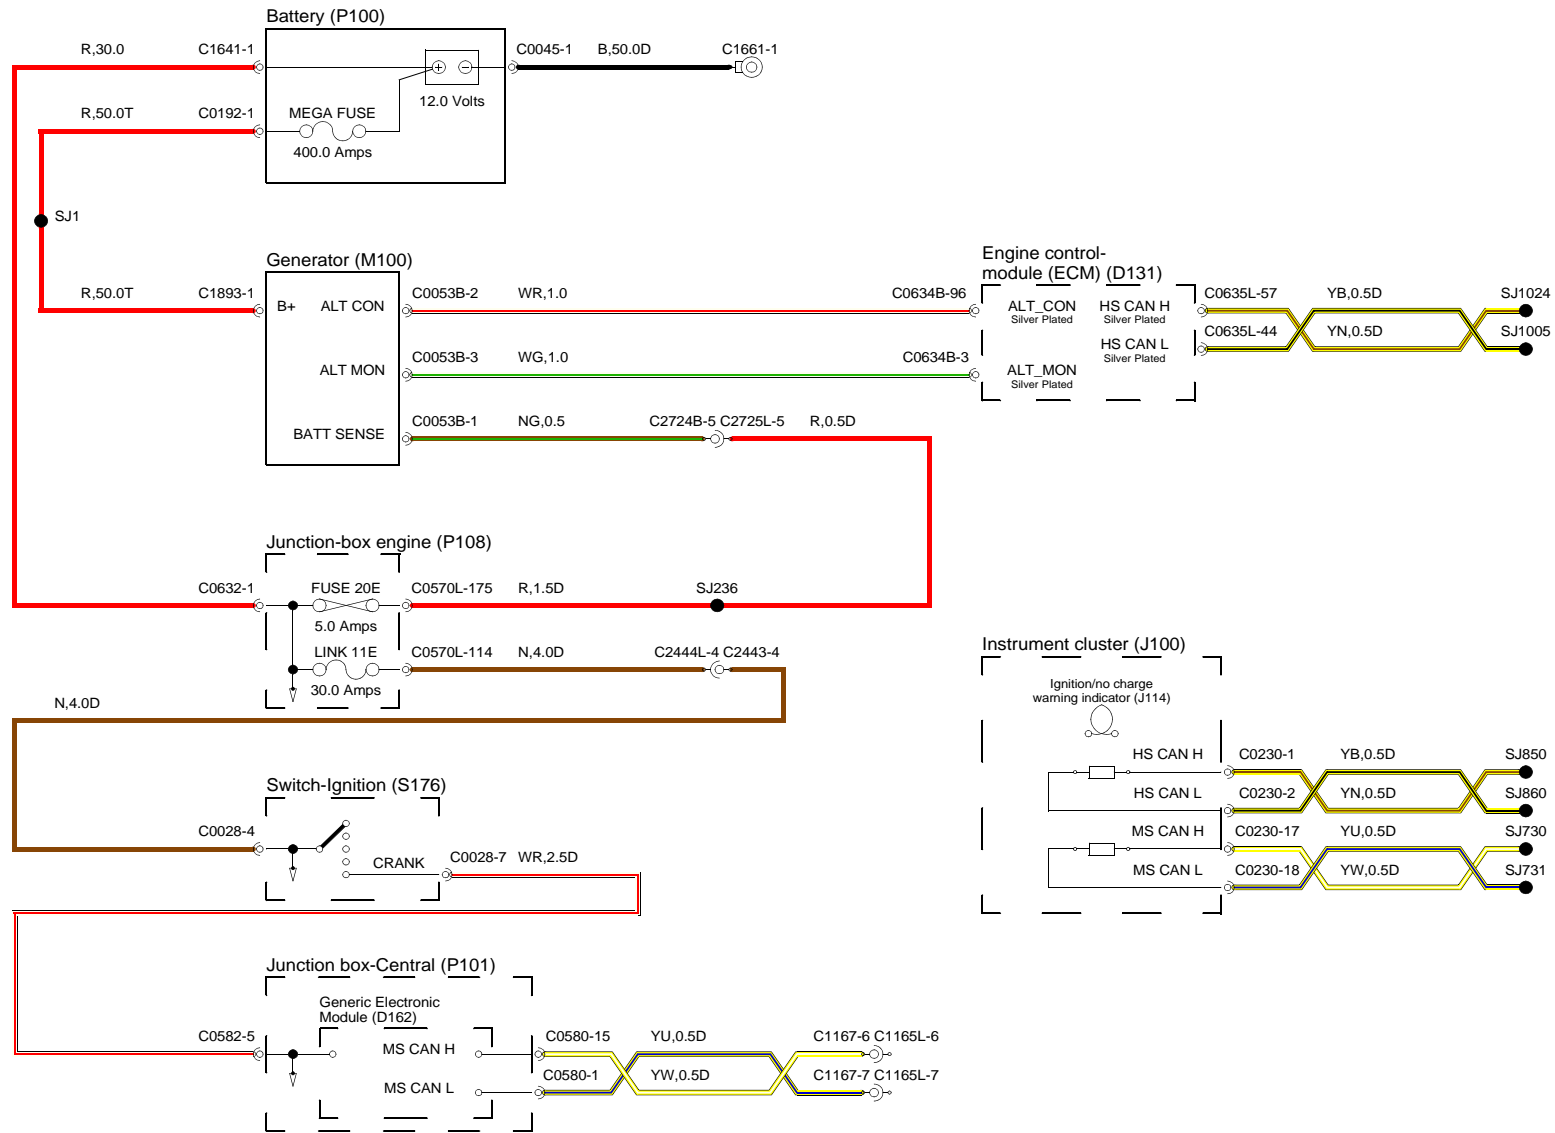 Battery (P100)
R,30.0
C1641-1
C0045-1
B,50.0D
C1661-1
12.0 Volts
R,50.0T
C0192-1
MEGA FUSE
400.0 Amps
SJ1
Generator (M100)
R,50.0T
C1893-1
B+
ALT CON
C0053B-2
WR,1.0
C0634B-96
ALT MON
C0053B-3
WG,1.0
C0634B-3
BATT SENSE
C0053B-1
NG,0.5
C2724B-5
C2725L-5
R,0.5D
Engine control-
module (ECM) (D131)
ALT_CON
Silver Plated
HS CAN H
Silver Plated
HS CAN L
Silver Plated
ALT_MON
Silver Plated
C0635L-57
YB,0.5D
SJ1024
C0635L-44
YN,0.5D
SJ1005
Junction-box engine (P108)
C0632-1
FUSE 20E
5.0 Amps
C0570L-175
R,1.5D
SJ236
LINK 11E
30.0 Amps
C0570L-114
N,4.0D
C2444L-4
C2443-4
N,4.0D
Instrument cluster (J100)
Ignition/no charge
warning indicator (J114)
HS CAN H
C0230-1
YB,0.5D
SJ850
HS CAN L
C0230-2
YN,0.5D
SJ860
MS CAN H
C0230-17
YU,0.5D
SJ730
MS CAN L
C0230-18
YW,0.5D
SJ731
Switch-Ignition (S176)
C0028-4
CRANK
C0028-7
WR,2.5D
Junction box-Central (P101)
Generic Electronic
Module (D162)
C0582-5
MS CAN H
C0580-15
YU,0.5D
C1167-6
C1165L-6
MS CAN L
C0580-1
YW,0.5D
C1167-7
C1165L-7